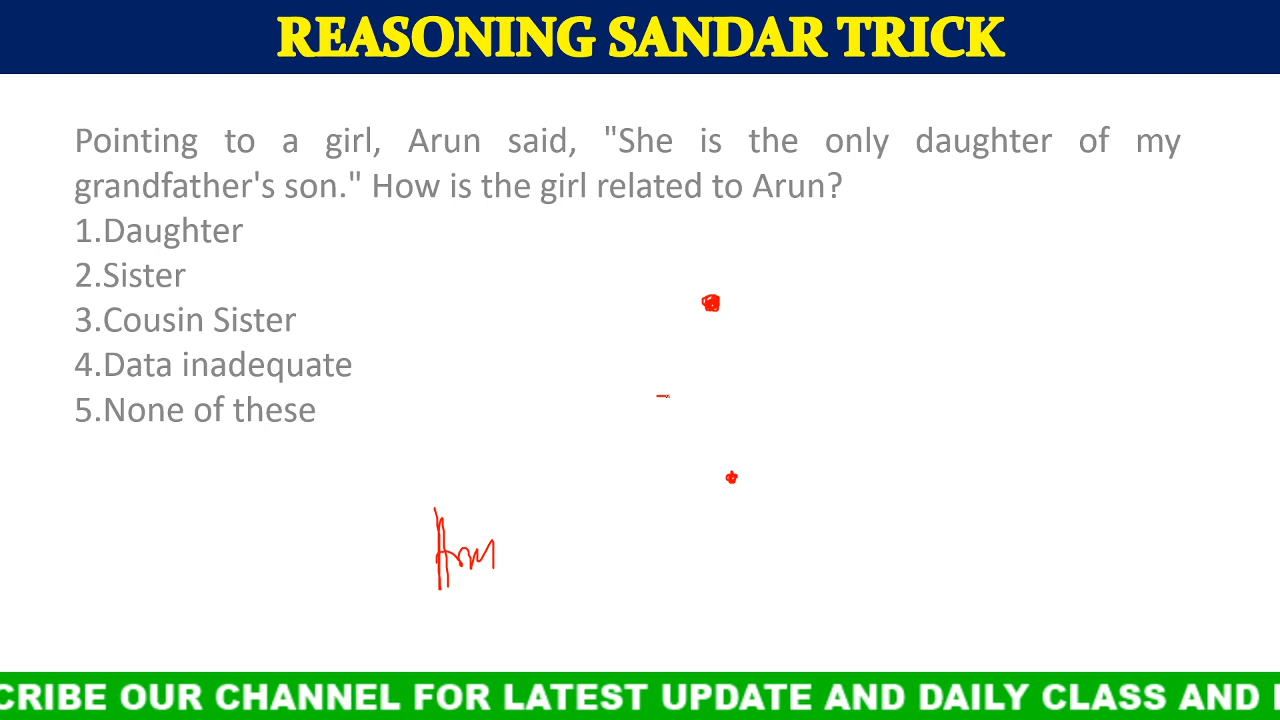 REASONING SANDAR TRICK
Pointing to a girl, Arun said, "She is the only daughter of my
grandfather's son." How is the girl related to Arun?
1.Daughter
2.Sister
3.Cousin Sister
4.Data inadequate
5.None of these
Arun
CRIBE OUR CHANNEL FOR LATEST UPDATE AND DAILY CLASS AND